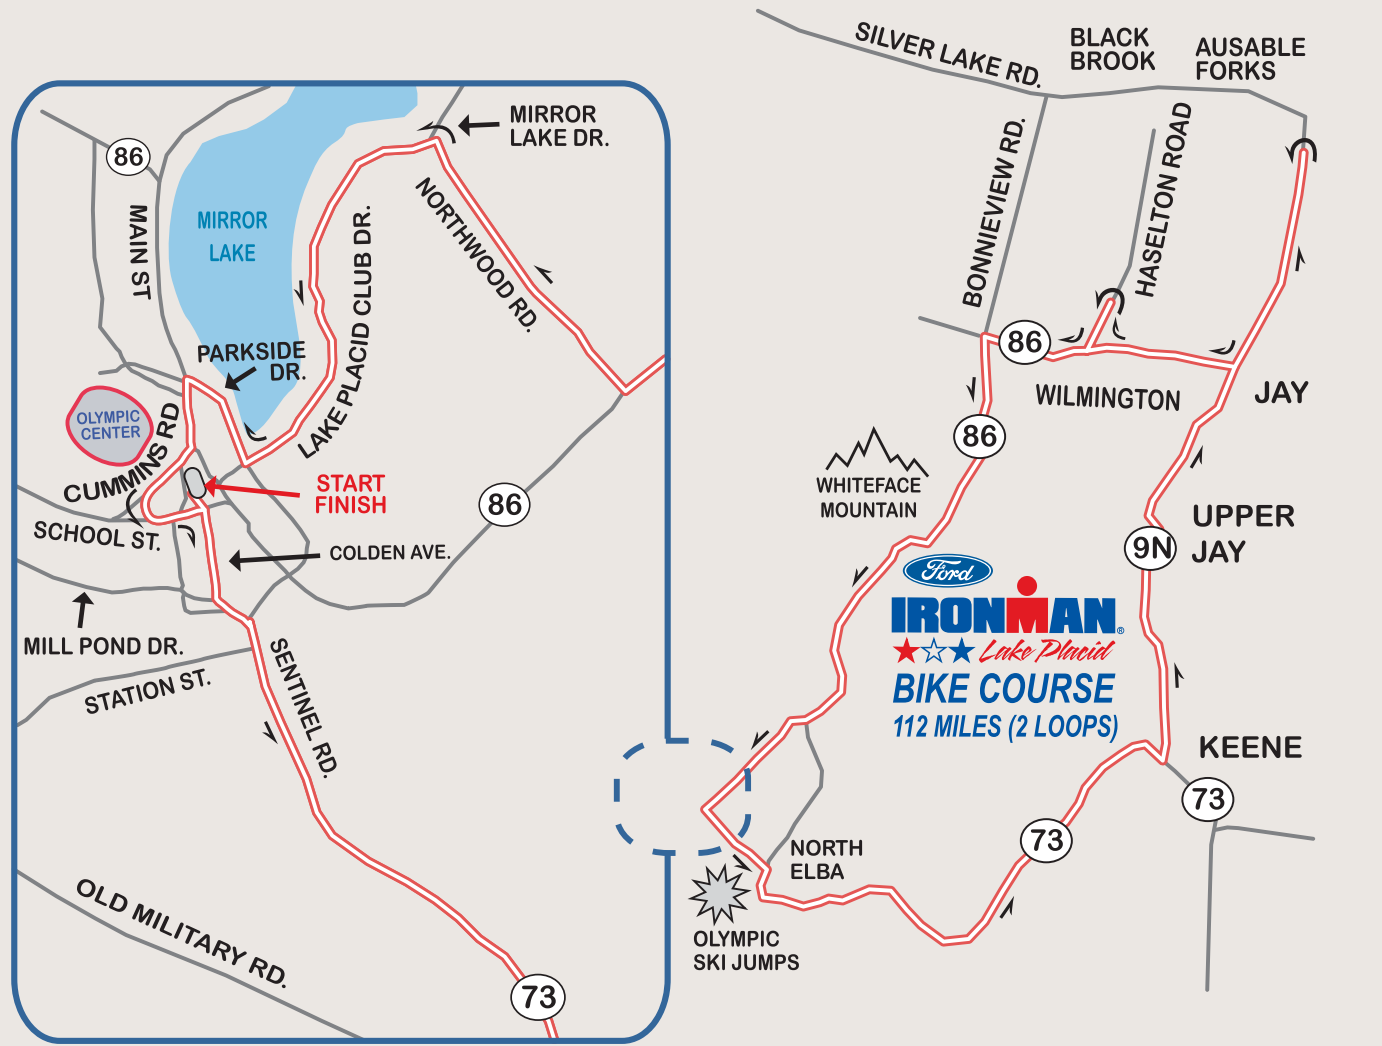 SILVER LAKE RD.
BLACK
BROOK
AUSABLE
FORKS
MIRROR
LAKE DR.
86
MAIN ST
MIRROR
LAKE
LAKE PLACID CLUB DR.
NORTHWOOD RD.
BONNIEVIEW RD.
HASELTON ROAD
PARKSIDE
DR.
86
WILMINGTON
JAY
OLYMPIC
CENTER
CUMMINS RD
START
FINISH
86
86
WHITEFACE
MOUNTAIN
SCHOOL ST.
COLDEN AVE.
UPPER
JAY
9N
Ford
IRONMAN®
Lake Placid
BIKE COURSE
112 MILES (2 LOOPS)
MILL POND DR.
STATION ST.
SENTINEL RD.
KEENE
73
73
NORTH
ELBA
OLYMPIC
SKI JUMPS
OLD MILITARY RD.
73